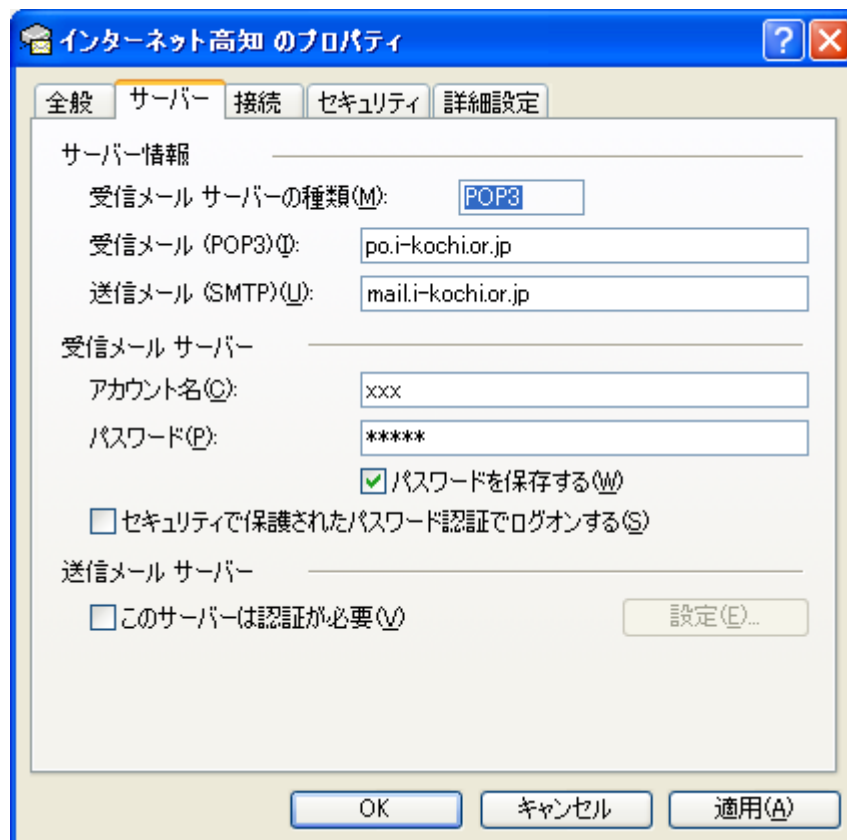 インターネット高知 のプロパティ
全般 サーバー 接続 セキュリティ 詳細設定
サーバー情報
受信メール サーバーの種類(M): POP3
受信メール (POP3)(I): po.i-kochi.or.jp
送信メール (SMTP)(U): mail.i-kochi.or.jp
受信メール サーバー
アカウント名(C): xxx
パスワード(P): *****
パスワードを保存する(W)
セキュリティで保護されたパスワード認証でログオンする(S)
送信メール サーバー
このサーバーは認証が必要(V) 設定(E)...
OK キャンセル 適用(A)